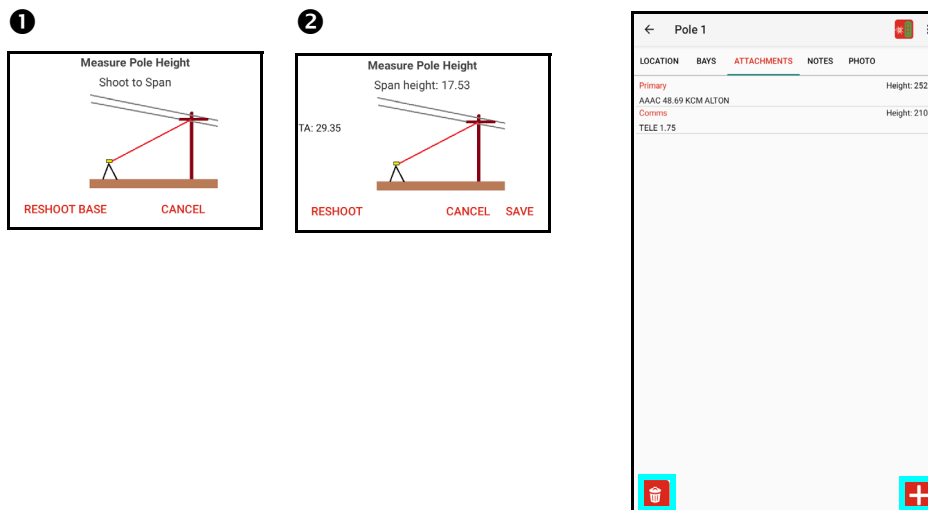 ❶
Measure Pole Height
Shoot to Span
RESHOOT BASE CANCEL
❷
Measure Pole Height
Span height: 17.53
TA: 29.35
RESHOOT CANCEL SAVE
Pole 1
LOCATION BAYS ATTACHMENTS NOTES PHOTO
Primary Height: 252
AAAC 48.69 KCM ALTON
Comms Height: 210
TELE 1.75